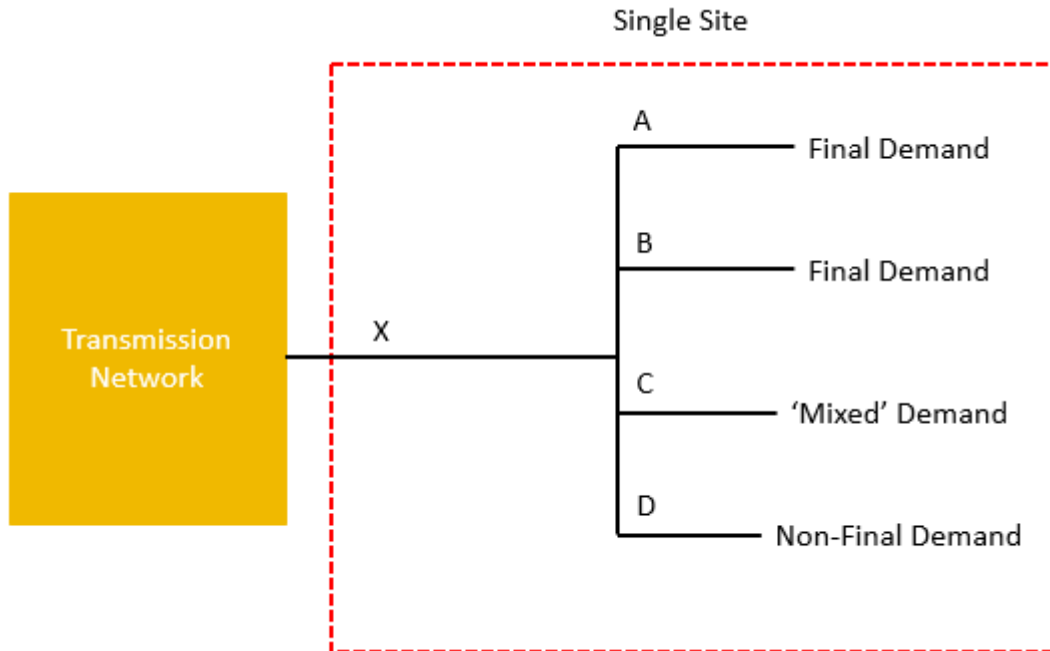 Single Site
A
Final Demand
B
Final Demand
Transmission
Network
X
C
‘Mixed’ Demand
D
Non-Final Demand